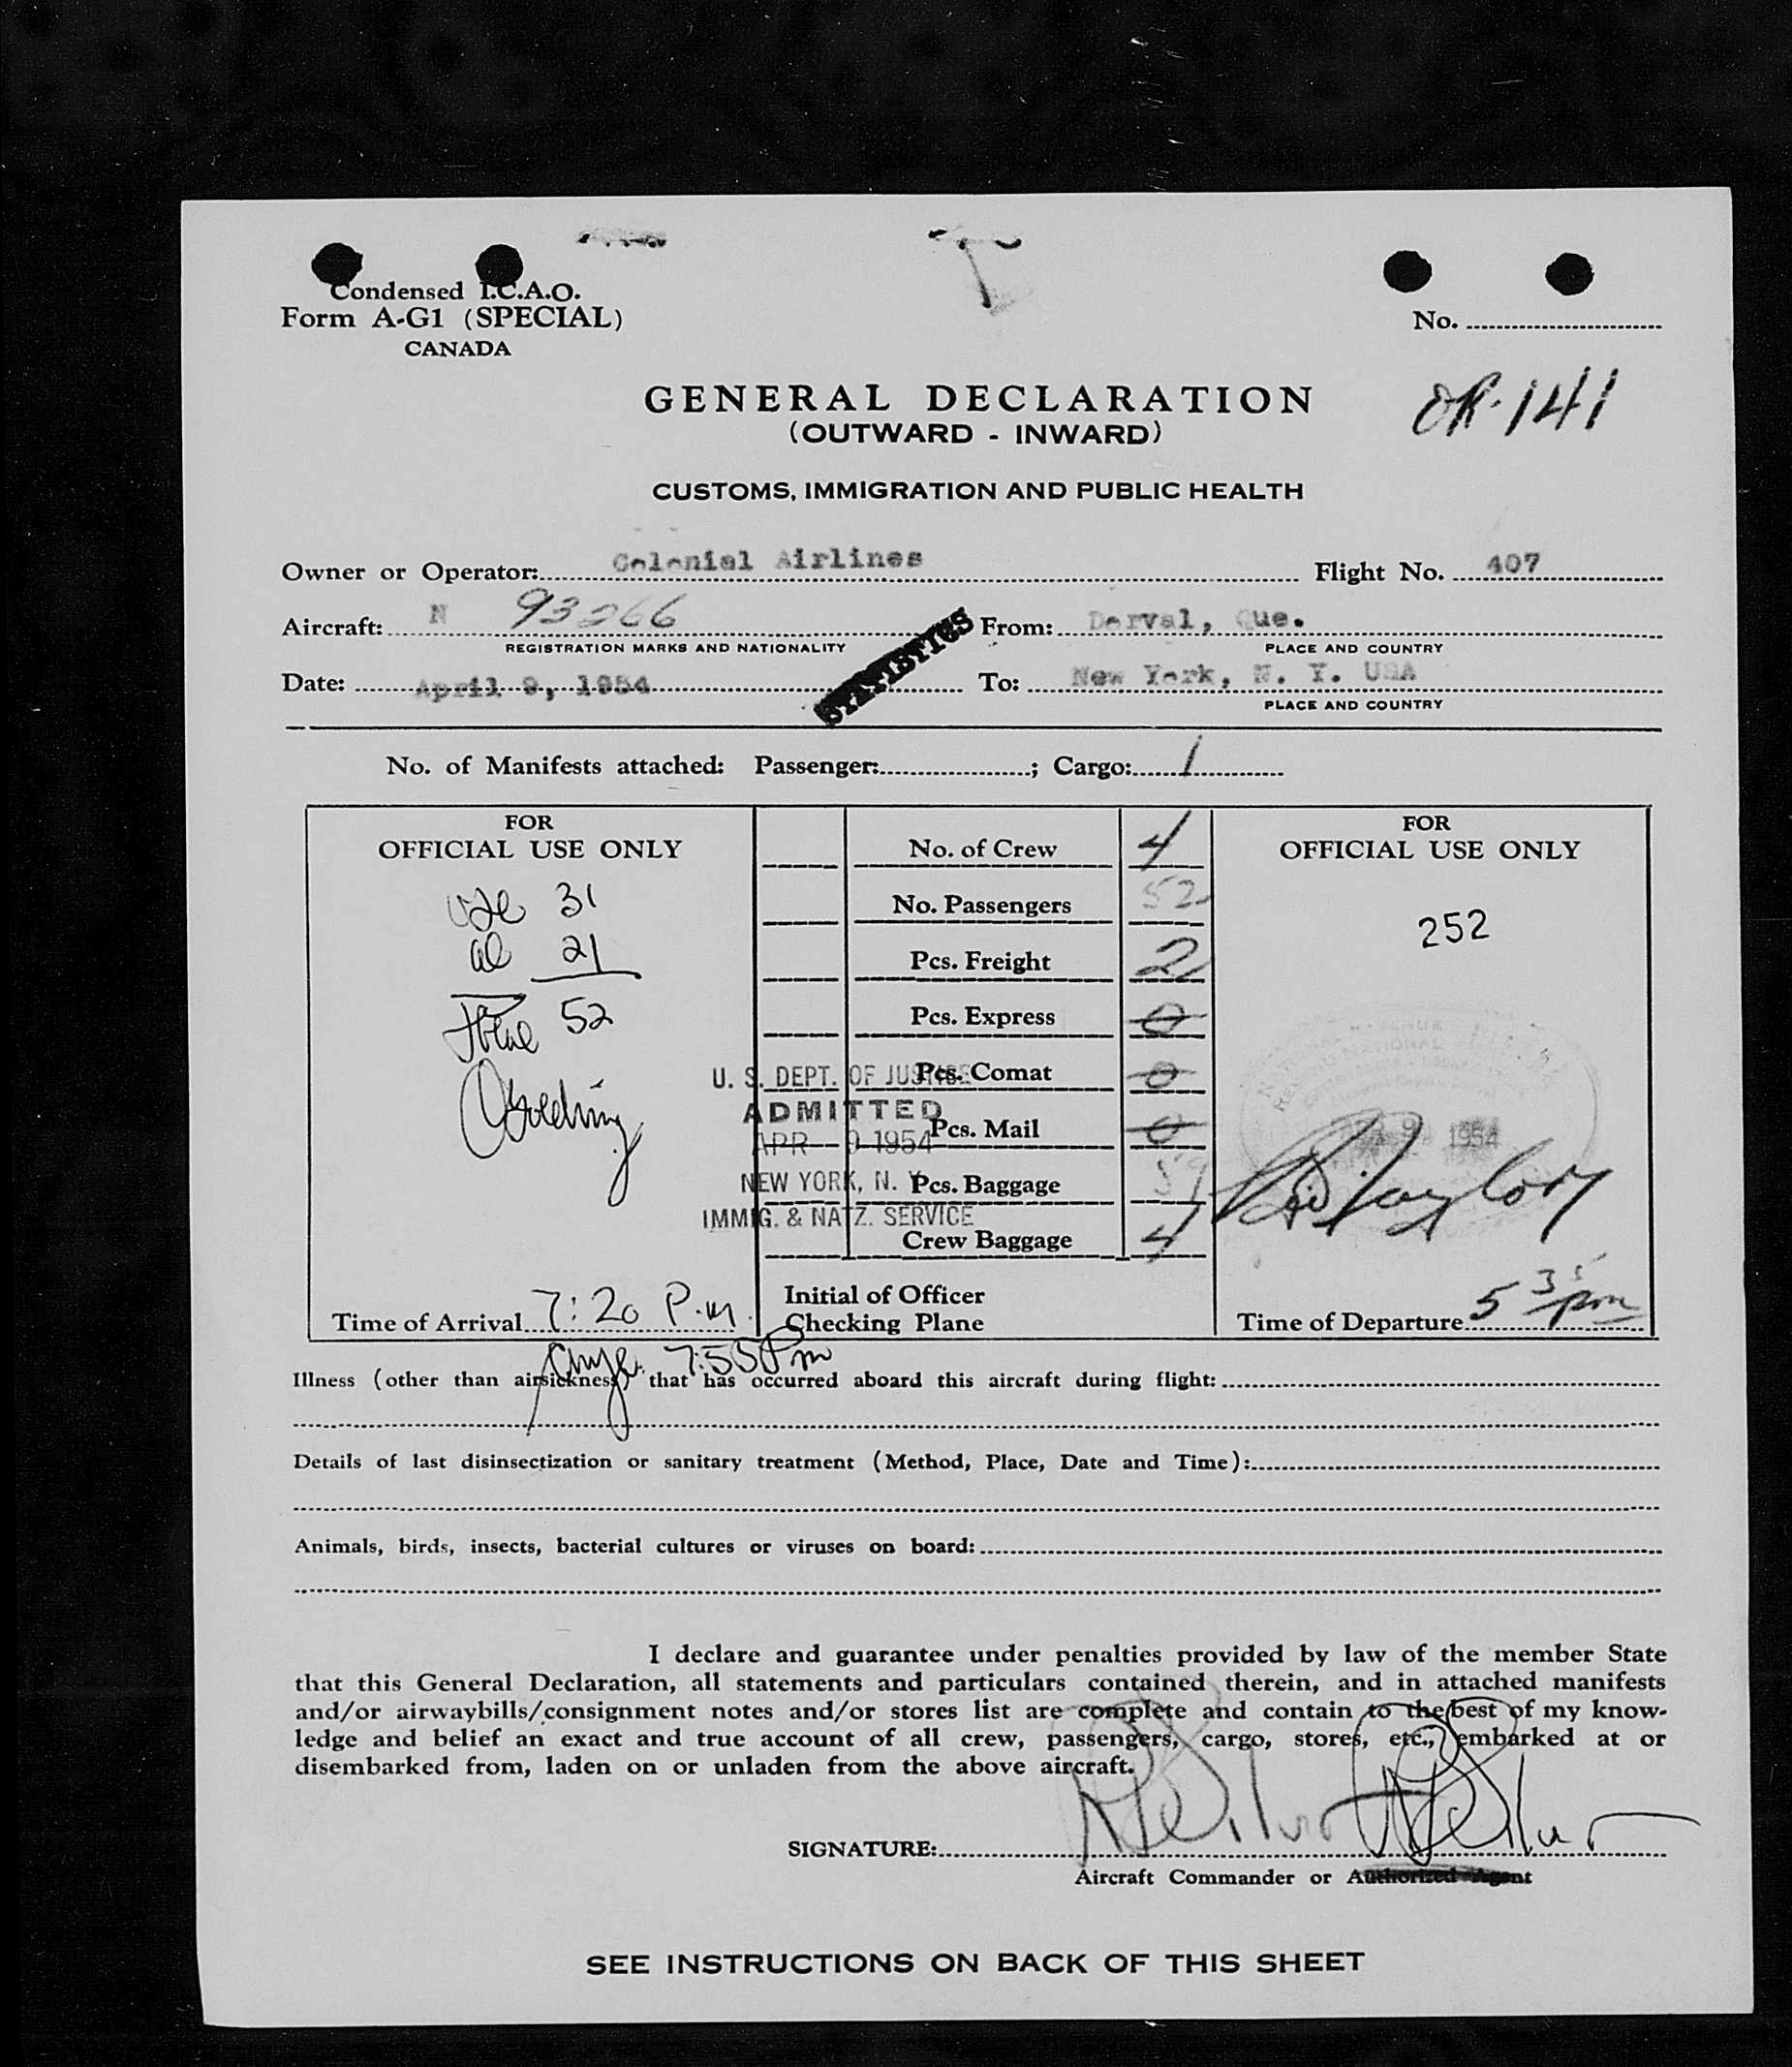 Condensed I.C.A.O.
Form A-G1 (SPECIAL)
CANADA
No.
OR-141
GENERAL DECLARATION
(OUTWARD - INWARD)
CUSTOMS, IMMIGRATION AND PUBLIC HEALTH
Owner or Operator: Colonial Airlines Flight No. 407
Aircraft: N 93266 From: Dorval, Que.
REGISTRATION MARKS AND NATIONALITY PLACE AND COUNTRY
STATISTICS
Date: April 9, 1954 To: New York, N. Y. USA
PLACE AND COUNTRY
No. of Manifests attached: Passenger: ; Cargo: 1
FOR
OFFICIAL USE ONLY
31
al 21
Total 52
No. of Crew 4
No. Passengers 52
Pcs. Freight 2
Pcs. Express 0
Pcs. Comat 0
Pcs. Mail 0
Pcs. Baggage
Crew Baggage 4
U. S. DEPT. OF JUSTICE
ADMITTED
APR - 9 1954
NEW YORK, N. Y.
IMMIG. & NATZ. SERVICE
FOR
OFFICIAL USE ONLY
252
9 1954
Taylor
Time of Arrival 7:20 P.M.
Initial of Officer
Checking Plane
Time of Departure 5 35 pm
7:55 Pm
Illness (other than airsickness) that has occurred aboard this aircraft during flight:
Details of last disinsectization or sanitary treatment (Method, Place, Date and Time):
Animals, birds, insects, bacterial cultures or viruses on board:
I declare and guarantee under penalties provided by law of the member State
that this General Declaration, all statements and particulars contained therein, and in attached manifests
and/or airwaybills/consignment notes and/or stores list are complete and contain to the best of my know-
ledge and belief an exact and true account of all crew, passengers, cargo, stores, etc., embarked at or
disembarked from, laden on or unladen from the above aircraft.
SIGNATURE:
Aircraft Commander or Authorized Agent
SEE INSTRUCTIONS ON BACK OF THIS SHEET